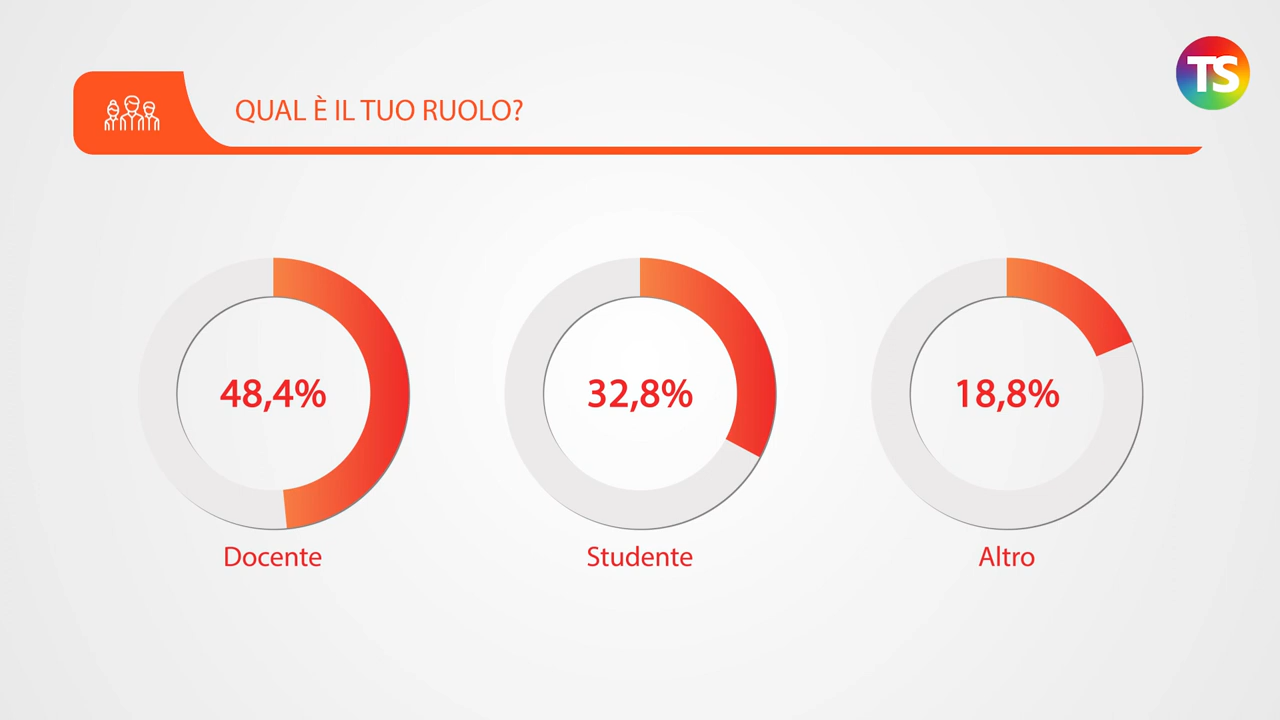 TS
QUAL È IL TUO RUOLO?
48,4%
32,8%
18,8%
Docente
Studente
Altro